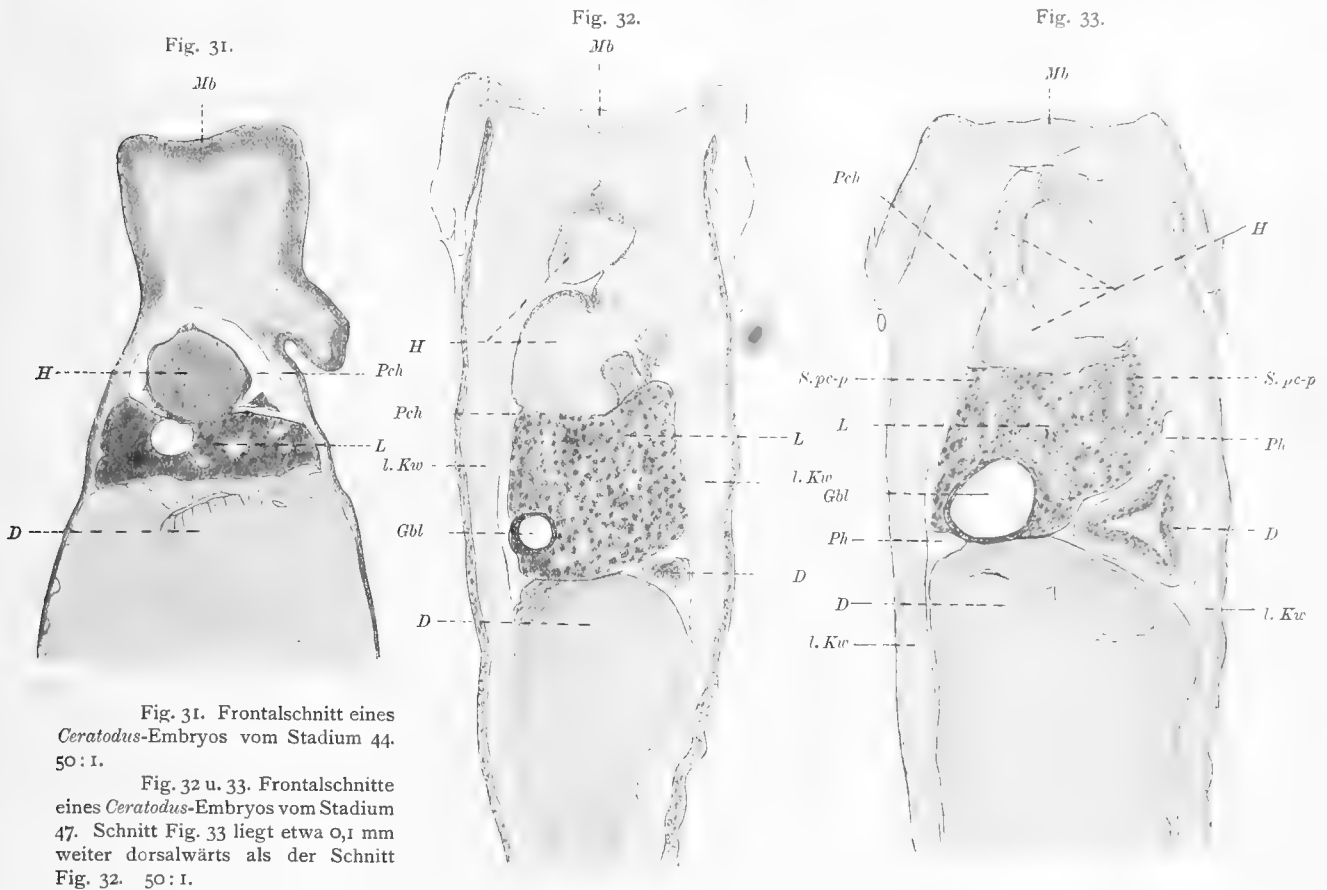 Fig. 31.
Mb
H
Pch
L
D
Fig. 31. Frontalschnitt eines
Ceratodus-Embryos vom Stadium 44.
50:1.
Fig. 32 u. 33. Frontalschnitte
eines Ceratodus-Embryos vom Stadium
47. Schnitt Fig. 33 liegt etwa 0,1 mm
weiter dorsalwärts als der Schnitt
Fig. 32. 50:1.
Fig. 32.
Mb
H
Pch
L
l. Kw
l. Kw
Gbl
D
D
Fig. 33.
Mb
Pch
H
S. pc-p
S. pc-p
L
Ph
Gbl
Ph
D
D
l. Kw
l. Kw